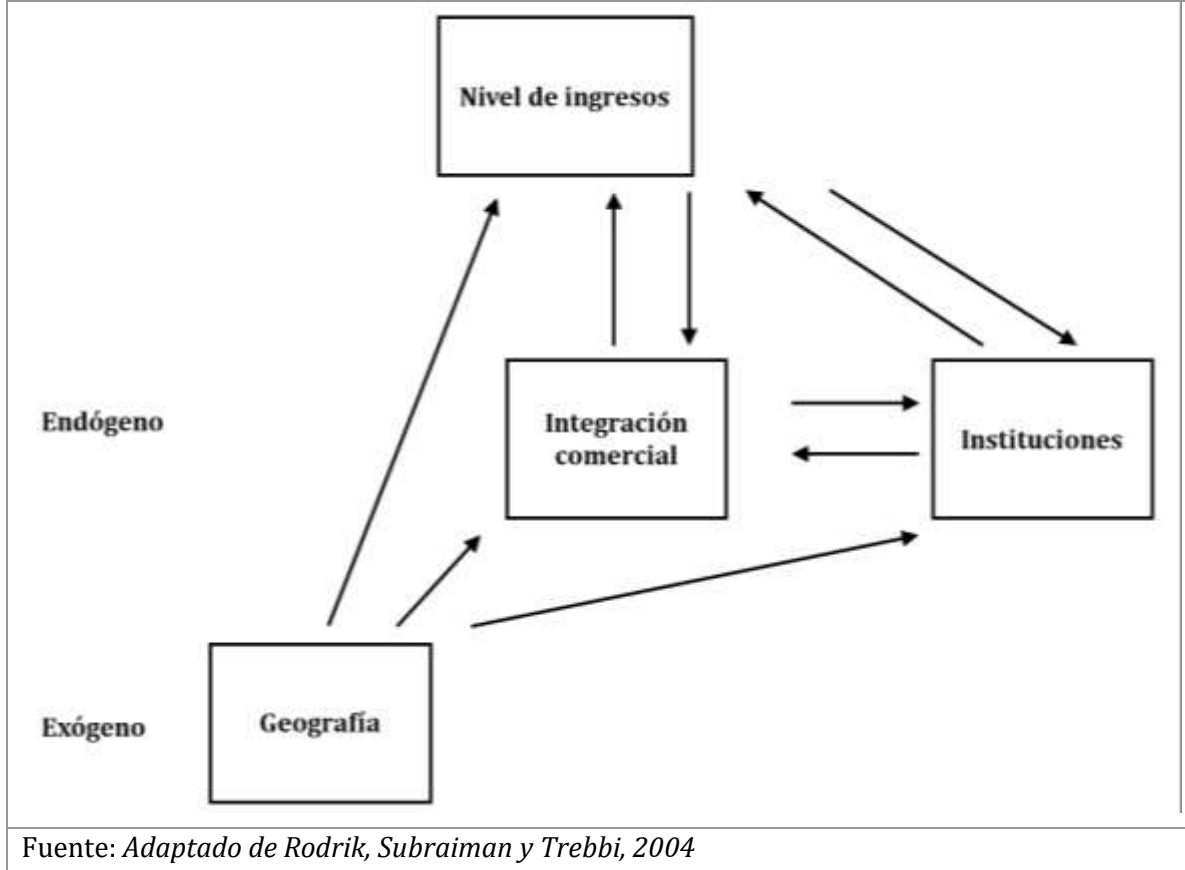 Nivel de ingresos
Endógeno
Integración
comercial
Instituciones
Exógeno
Geografía
Fuente: Adaptado de Rodrik, Subraiman y Trebbi, 2004